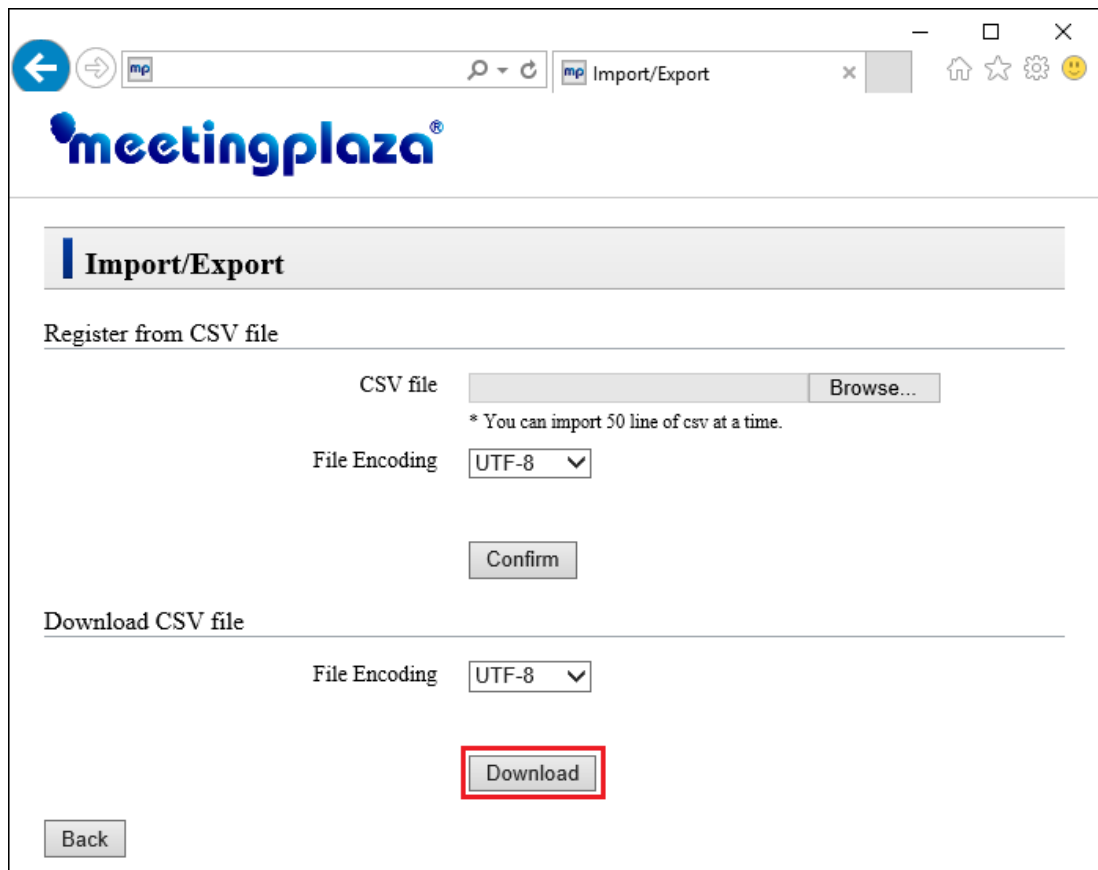 mp
mp Import/Export
meetingplaza®
Import/Export
Register from CSV file
CSV file
Browse...
* You can import 50 line of csv at a time.
File Encoding
UTF-8
Confirm
Download CSV file
File Encoding
UTF-8
Download
Back